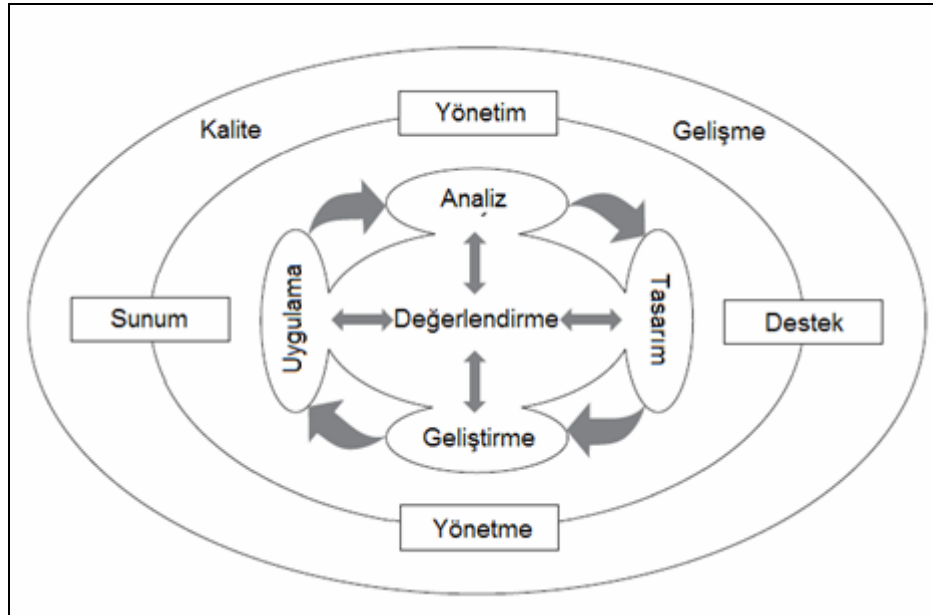 Yönetim
Kalite
Gelişme
Analiz
Uygulama
Tasarım
Sunum
Değerlendirme
Destek
Geliştirme
Yönetme